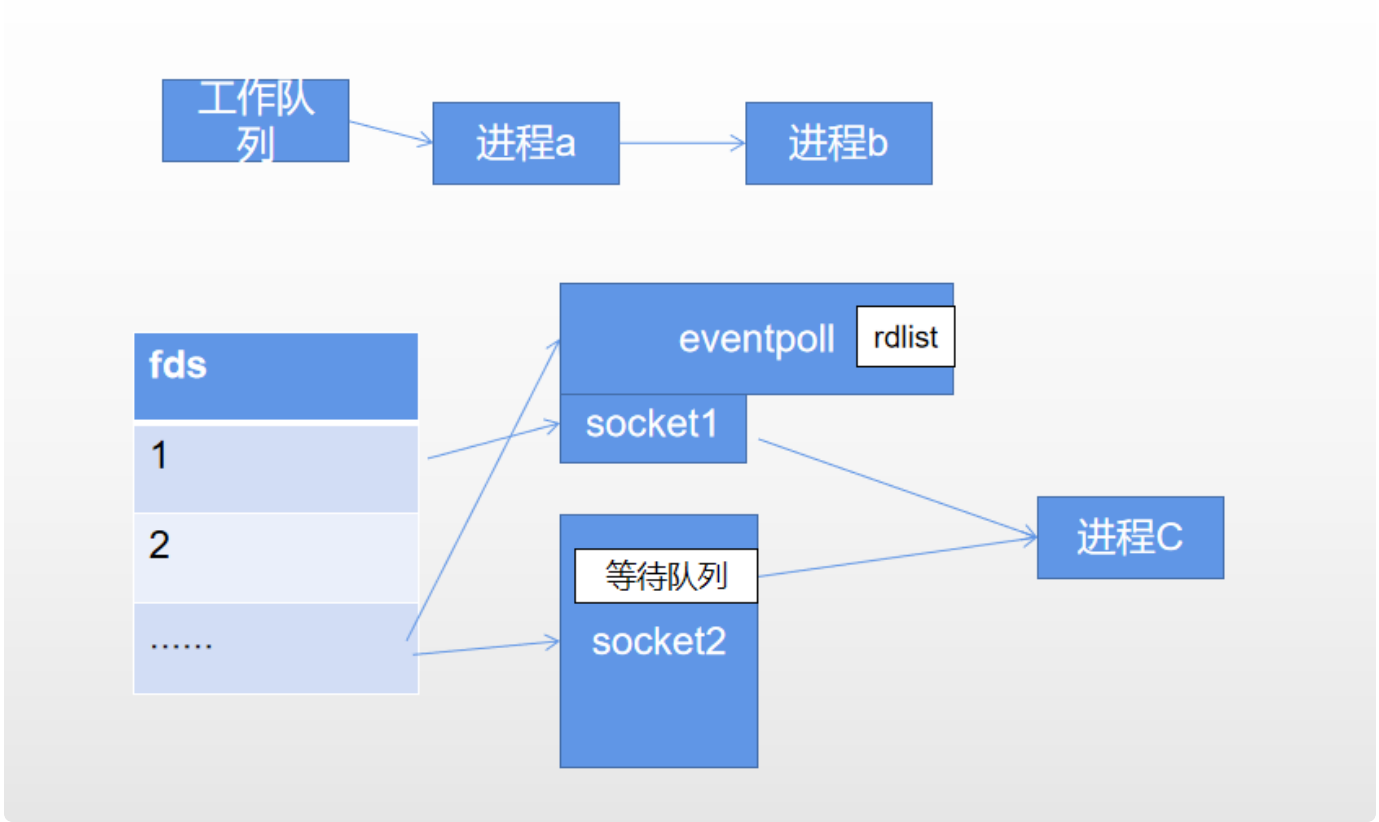 工作队
列
进程a
进程b
eventpoll
rdlist
fds
socket1
1
2
等待队列
进程C
......
socket2